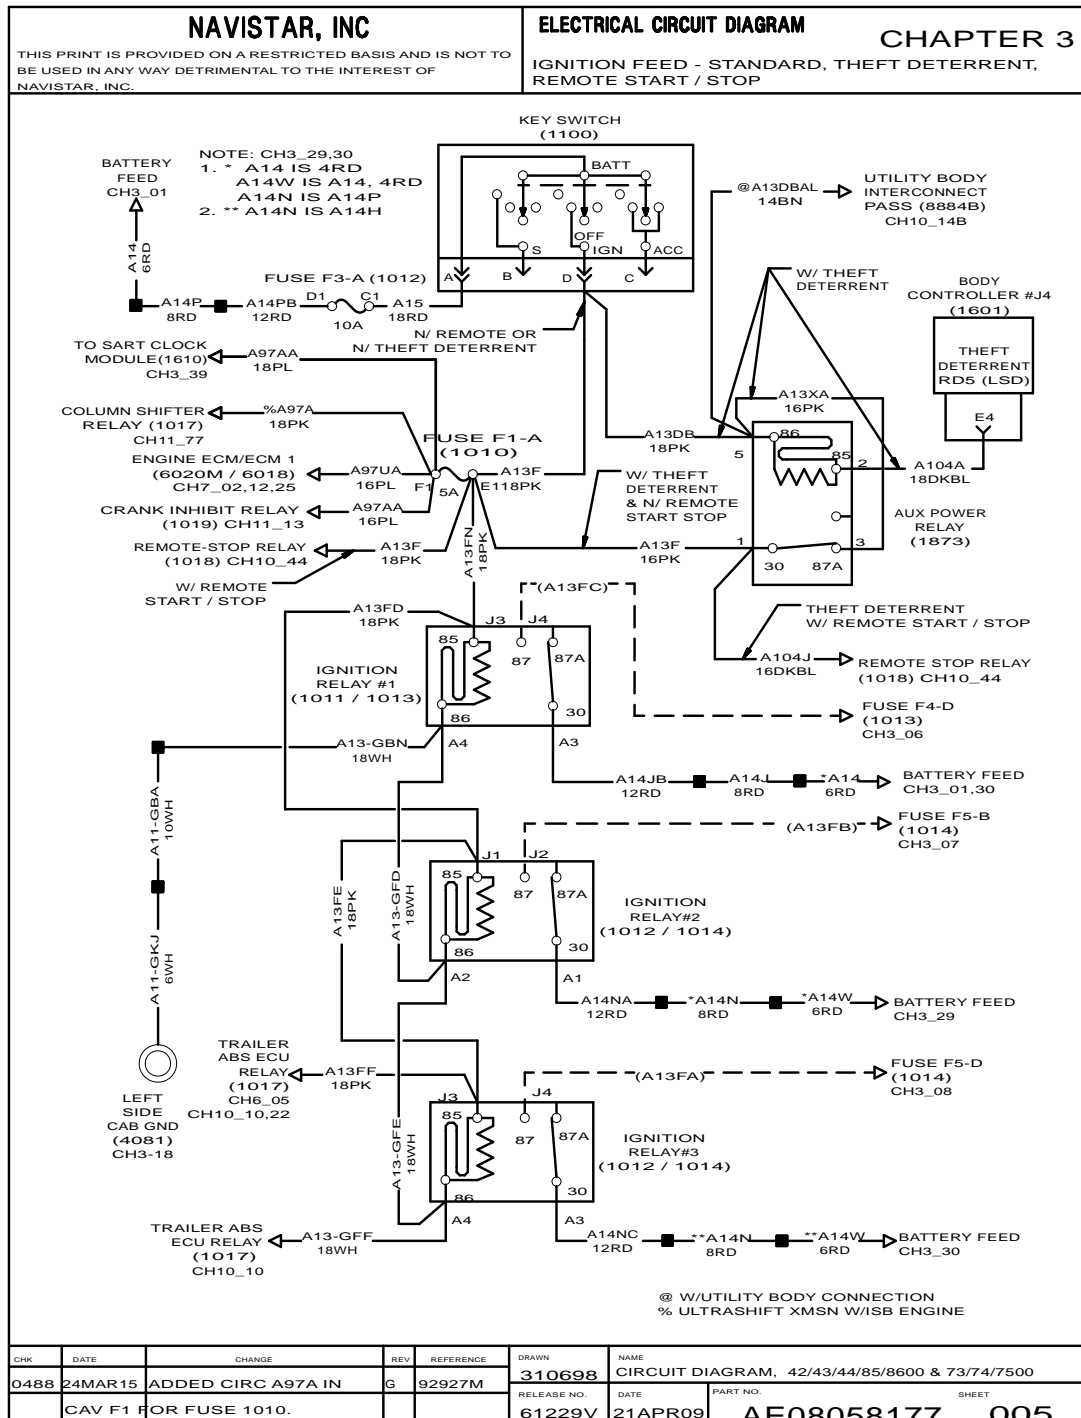 NAVISTAR, INC
THIS PRINT IS PROVIDED ON A RESTRICTED BASIS AND IS NOT TO
BE USED IN ANY WAY DETRIMENTAL TO THE INTEREST OF
NAVISTAR, INC.
ELECTRICAL CIRCUIT DIAGRAM
CHAPTER 3
IGNITION FEED - STANDARD, THEFT DETERRENT,
REMOTE START / STOP
KEY SWITCH
(1100)
BATTERY
FEED
CH3_01
NOTE: CH3_29,30
1. * A14 IS 4RD
A14W IS A14, 4RD
A14N IS A14P
2. ** A14N IS A14H
BATT
OFF
S
IGN
ACC
A
B
D
C
@A13DBAL
14BN
UTILITY BODY
INTERCONNECT
PASS (8884B)
CH10_14B
A14
6RD
FUSE F3-A (1012)
A14P
8RD
A14PB
12RD
D1
C1
10A
A15
18RD
W/ THEFT
DETERRENT
BODY
CONTROLLER #J4
(1601)
THEFT
DETERRENT
RD5 (LSD)
E4
N/ REMOTE OR
N/ THEFT DETERRENT
TO SART CLOCK
MODULE(1610)
CH3_39
A97AA
18PL
COLUMN SHIFTER
RELAY (1017)
CH11_77
%A97A
18PK
FUSE F1-A
(1010)
A13DB
18PK
A13XA
16PK
5
86
85
2
A104A
18DKBL
ENGINE ECM/ECM 1
(6020M / 6018)
CH7_02,12,25
A97UA
16PL
F1
5A
E1
A13F
18PK
W/ THEFT
DETERRENT
& N/ REMOTE
START STOP
CRANK INHIBIT RELAY
(1019) CH11_13
A97AA
16PL
AUX POWER
RELAY
(1873)
REMOTE-STOP RELAY
(1018) CH10_44
A13F
18PK
A13FN
18PK
A13F
16PK
1
30
87A
3
W/ REMOTE
START / STOP
(A13FC)
A13FD
18PK
THEFT DETERRENT
W/ REMOTE START / STOP
J3
J4
85
87
87A
IGNITION
RELAY #1
(1011 / 1013)
A104J
16DKBL
REMOTE STOP RELAY
(1018) CH10_44
86
30
FUSE F4-D
(1013)
CH3_06
A13-GBN
18WH
A4
A3
A14JB
12RD
A14J
8RD
*A14
6RD
BATTERY FEED
CH3_01,30
A11-GBA
10WH
(A13FB)
FUSE F5-B
(1014)
CH3_07
J1
J2
85
87
87A
A13FE
18PK
A13-GFD
18WH
IGNITION
RELAY#2
(1012 / 1014)
86
30
A11-GKJ
6WH
A2
A1
A14NA
12RD
*A14N
8RD
*A14W
6RD
BATTERY FEED
CH3_29
TRAILER
ABS ECU
RELAY
(1017)
CH6_05
CH10_10,22
A13FF
18PK
(A13FA)
FUSE F5-D
(1014)
CH3_08
LEFT
SIDE
CAB GND
(4081)
CH3-18
J3
J4
85
87
87A
A13-GFE
18WH
IGNITION
RELAY#3
(1012 / 1014)
86
30
A4
A3
TRAILER ABS
ECU RELAY
(1017)
CH10_10
A13-GFF
18WH
A14NC
12RD
**A14N
8RD
**A14W
6RD
BATTERY FEED
CH3_30
@ W/UTILITY BODY CONNECTION
% ULTRASHIFT XMSN W/ISB ENGINE
CHK DATE CHANGE REV REFERENCE
0488 24MAR15 ADDED CIRC A97A IN G 92927M
CAV F1 FOR FUSE 1010.
DRAWN
310698
NAME
CIRCUIT DIAGRAM, 42/43/44/85/8600 & 73/74/7500
RELEASE NO.
61229V
DATE
21APR09
PART NO.
AE08058177
SHEET
005